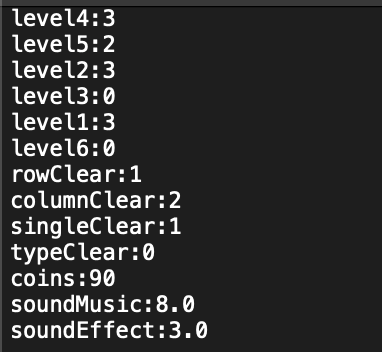 level4:3
level5:2
level2:3
level3:0
level1:3
level6:0
rowClear:1
columnClear:2
singleClear:1
typeClear:0
coins:90
soundMusic:8.0
soundEffect:3.0